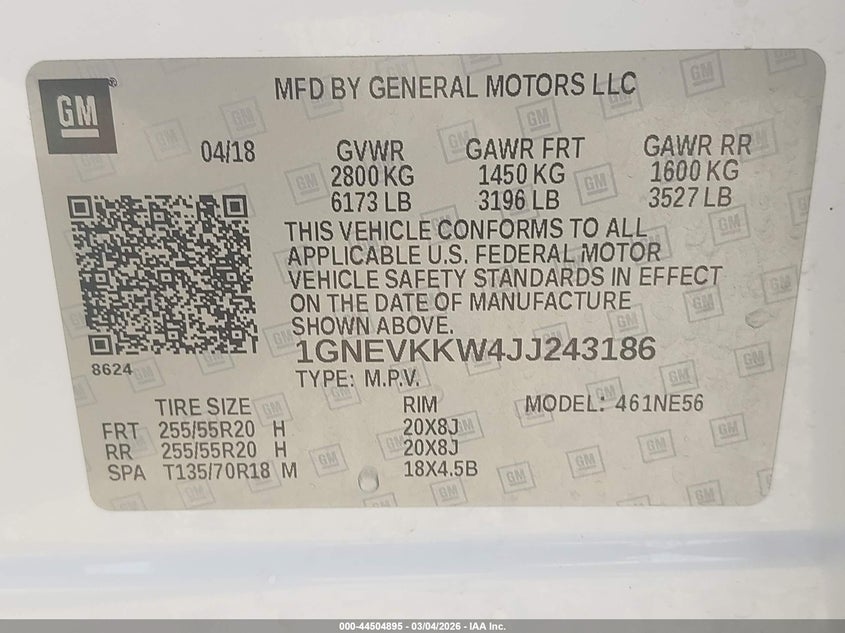 GM
MFD BY GENERAL MOTORS LLC
04/18 GVWR GAWR FRT GAWR RR
2800 KG 1450 KG 1600 KG
6173 LB 3196 LB 3527 LB
THIS VEHICLE CONFORMS TO ALL
APPLICABLE U.S. FEDERAL MOTOR
VEHICLE SAFETY STANDARDS IN EFFECT
ON THE DATE OF MANUFACTURE
SHOWN ABOVE.
1GNEVKKW4JJ243186
8624
TYPE: M.P.V.
TIRE SIZE RIM MODEL: 461NE56
FRT 255/55R20 H 20X8J
RR 255/55R20 H 20X8J
SPA T135/70R18 M 18X4.5B
000-44504895 - 03/04/2026 - IAA Inc.